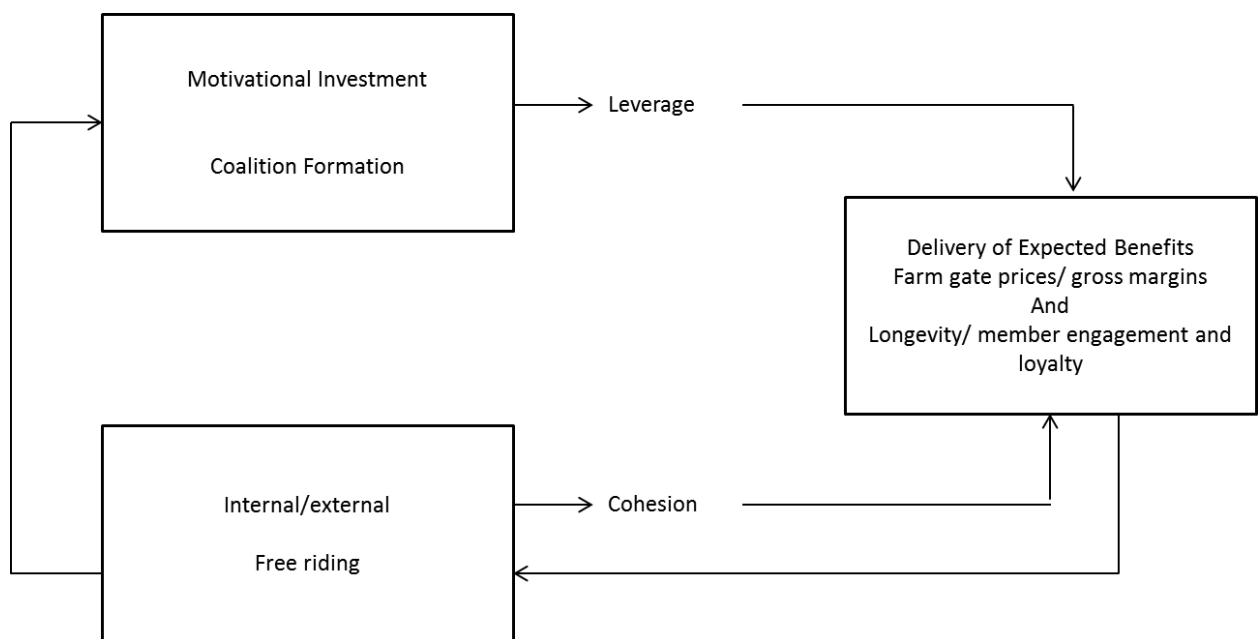 Motivational Investment
Coalition Formation
Leverage
Delivery of Expected Benefits
Farm gate prices/ gross margins
And
Longevity/ member engagement and
loyalty
Internal/external
Free riding
Cohesion